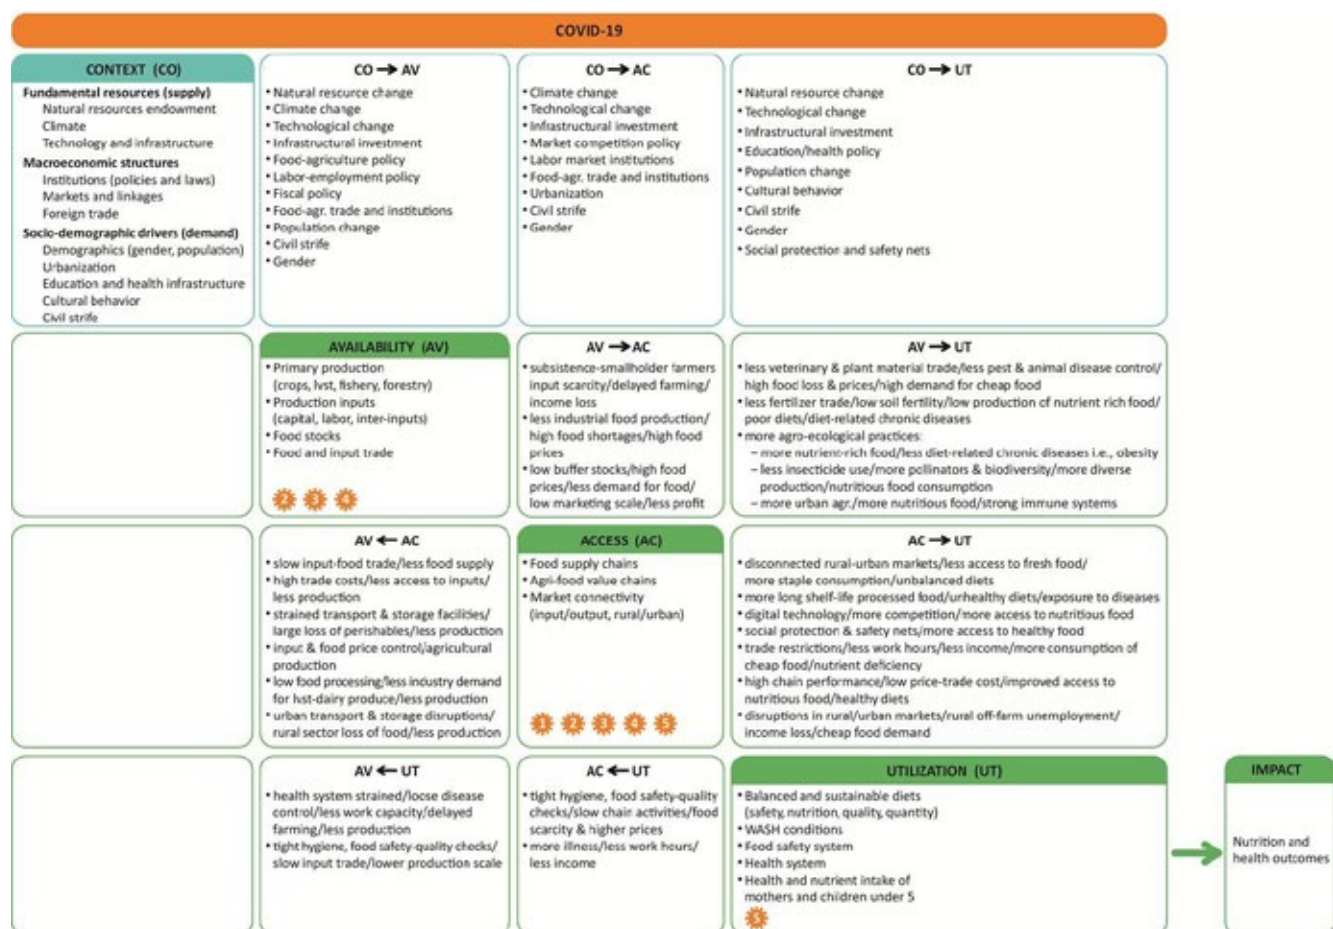 COVID-19
CONTEXT (CO)
Fundamental resources (supply)
Natural resources endowment
Climate
Technology and infrastructure
Macroeconomic structures
Institutions (policies and laws)
Markets and linkages
Foreign trade
Socio-demographic drivers (demand)
Demographics (gender, population)
Urbanization
Education and health infrastructure
Cultural behavior
Civil strife
CO → AV
• Natural resource change
• Climate change
• Technological change
• Infrastructural investment
• Food-agriculture policy
• Labor-employment policy
• Fiscal policy
• Food-agr. trade and institutions
• Population change
• Civil strife
• Gender
CO → AC
• Climate change
• Technological change
• Infrastructural investment
• Market competition policy
• Labor market institutions
• Food-agr. trade and institutions
• Urbanization
• Civil strife
• Gender
CO → UT
• Natural resource change
• Technological change
• Infrastructural investment
• Education/health policy
• Population change
• Cultural behavior
• Civil strife
• Gender
• Social protection and safety nets
AVAILABILITY (AV)
• Primary production
(crops, lvst, fishery, forestry)
• Production inputs
(capital, labor, inter-inputs)
• Food stocks
• Food and input trade
2 3 4
AV → AC
• subsistence-smallholder farmers
input scarcity/delayed farming/
income loss
• less industrial food production/
high food shortages/high food
prices
• low buffer stocks/high food
prices/less demand for food/
low marketing scale/less profit
AV → UT
• less veterinary & plant material trade/less pest & animal disease control/
high food loss & prices/high demand for cheap food
• less fertilizer trade/low soil fertility/low production of nutrient rich food/
poor diets/diet-related chronic diseases
• more agro-ecological practices:
– more nutrient-rich food/less diet-related chronic diseases i.e., obesity
– less insecticide use/more pollinators & biodiversity/more diverse
production/nutritious food consumption
– more urban agr./more nutritious food/strong immune systems
AV ← AC
• slow input-food trade/less food supply
• high trade costs/less access to inputs/
less production
• strained transport & storage facilities/
large loss of perishables/less production
• input & food price control/agricultural
production
• low food processing/less industry demand
for lvst-dairy produce/less production
• urban transport & storage disruptions/
rural sector loss of food/less production
ACCESS (AC)
• Food supply chains
• Agri-food value chains
• Market connectivity
(input/output, rural/urban)
1 2 3 4 5
AC → UT
• disconnected rural-urban markets/less access to fresh food/
more staple consumption/unbalanced diets
• more long shelf-life processed food/unhealthy diets/exposure to diseases
• digital technology/more competition/more access to nutritious food
• social protection & safety nets/more access to healthy food
• trade restrictions/less work hours/less income/more consumption of
cheap food/nutrient deficiency
• high chain performance/low price-trade cost/improved access to
nutritious food/healthy diets
• disruptions in rural/urban markets/rural off-farm unemployment/
income loss/cheap food demand
AV ← UT
• health system strained/loose disease
control/less work capacity/delayed
farming/less production
• tight hygiene, food safety-quality checks/
slow input trade/lower production scale
AC ← UT
• tight hygiene, food safety-quality
checks/slow chain activities/food
scarcity & higher prices
• more illness/less work hours/
less income
UTILIZATION (UT)
• Balanced and sustainable diets
(safety, nutrition, quality, quantity)
• WASH conditions
• Food safety system
• Health system
• Health and nutrient intake of
mothers and children under 5
5
IMPACT
Nutrition and
health outcomes